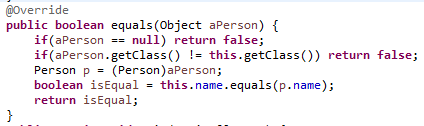 @Override
public boolean equals(Object aPerson) {
    if(aPerson == null) return false;
    if(aPerson.getClass() != this.getClass()) return false;
    Person p = (Person)aPerson;
    boolean isEqual = this.name.equals(p.name);
    return isEqual;
}